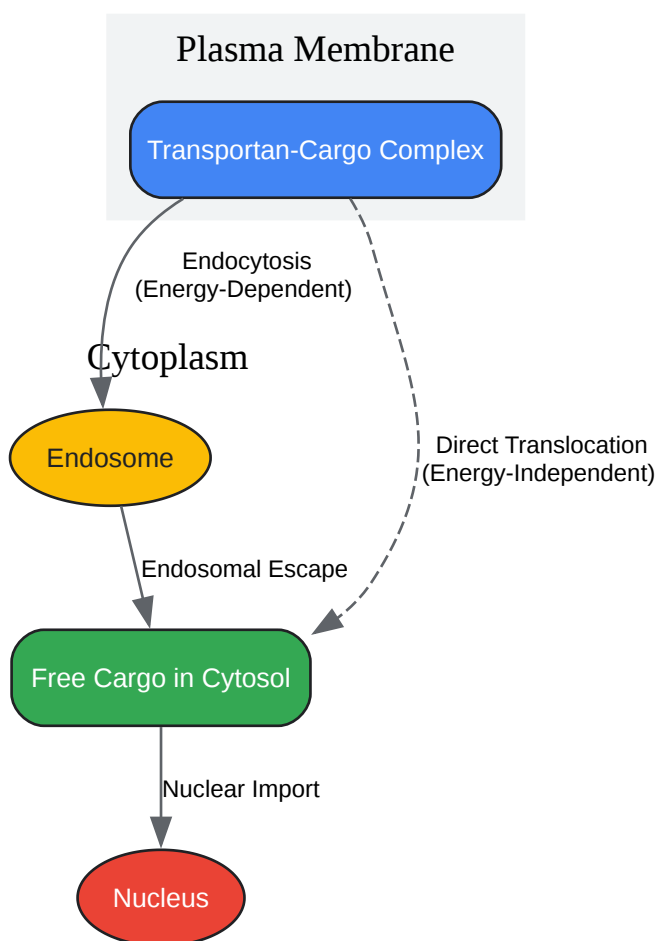 Plasma Membrane
Transportan-Cargo Complex
Endocytosis
(Energy-Dependent)
Cytoplasm
Direct Translocation
(Energy-Independent)
Endosome
Endosomal Escape
Free Cargo in Cytosol
Nuclear Import
Nucleus